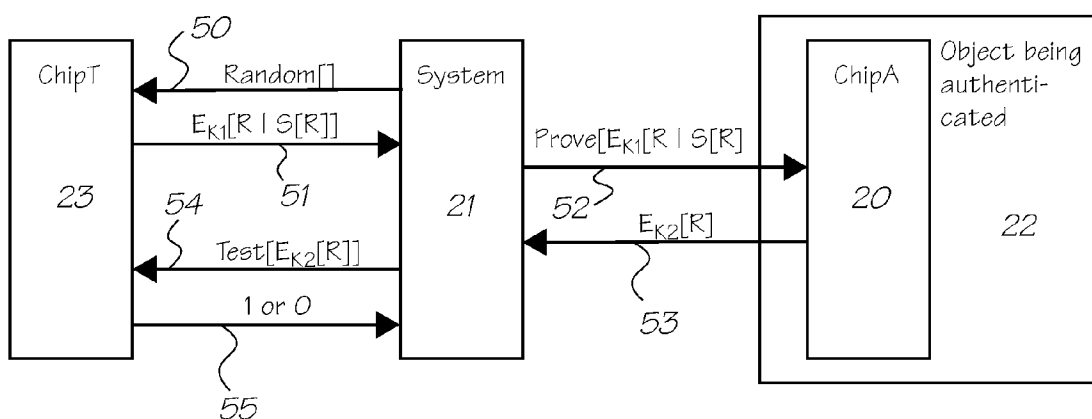 50
ChipT
Random[]
System
ChipA
Object being
authenti-
cated
E_K1[R | S[R]]
Prove[E_K1[R | S[R]
23
51
21
52
20
22
54
E_K2[R]
Test[E_K2[R]]
53
1 or 0
55